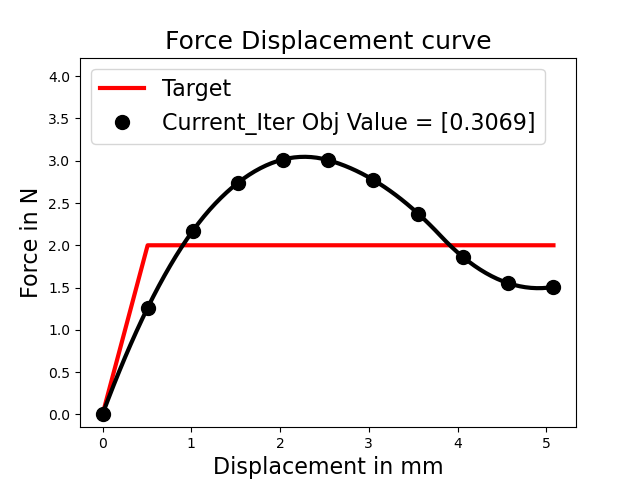 Force Displacement curve
Target
Current_Iter Obj Value = [0.3069]
Force in N
4.0
3.5
3.0
2.5
2.0
1.5
1.0
0.5
0.0
0 1 2 3 4 5
Displacement in mm